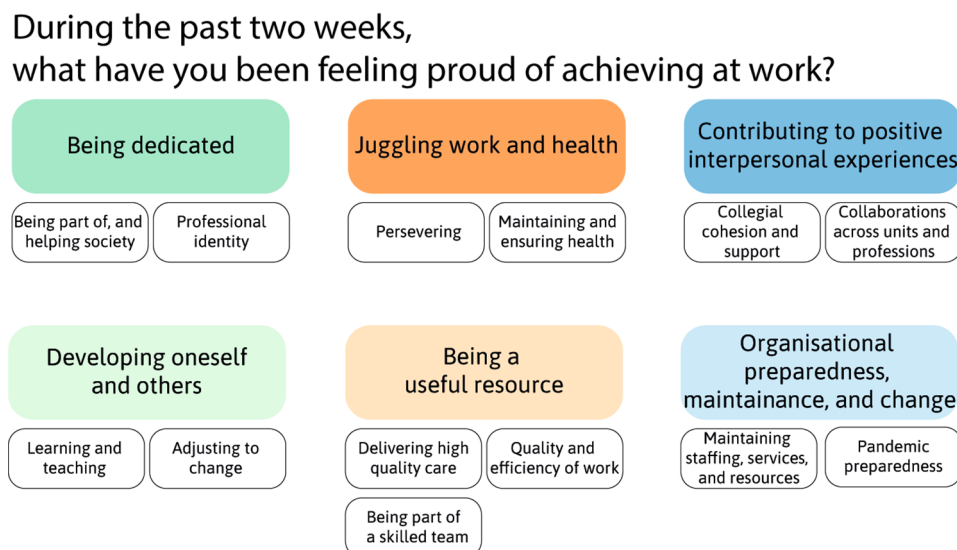 During the past two weeks,
what have you been feeling proud of achieving at work?
Being dedicated
Being part of, and
helping society
Professional
identity
Juggling work and health
Persevering
Maintaining and
ensuring health
Contributing to positive
interpersonal experiences
Collegial
cohesion and
support
Collaborations
across units and
professions
Developing oneself
and others
Learning and
teaching
Adjusting to
change
Being a
useful resource
Delivering high
quality care
Quality and
efficiency of work
Being part of
a skilled team
Organisational
preparedness,
maintainance, and change
Maintaining
staffing, services,
and resources
Pandemic
preparedness